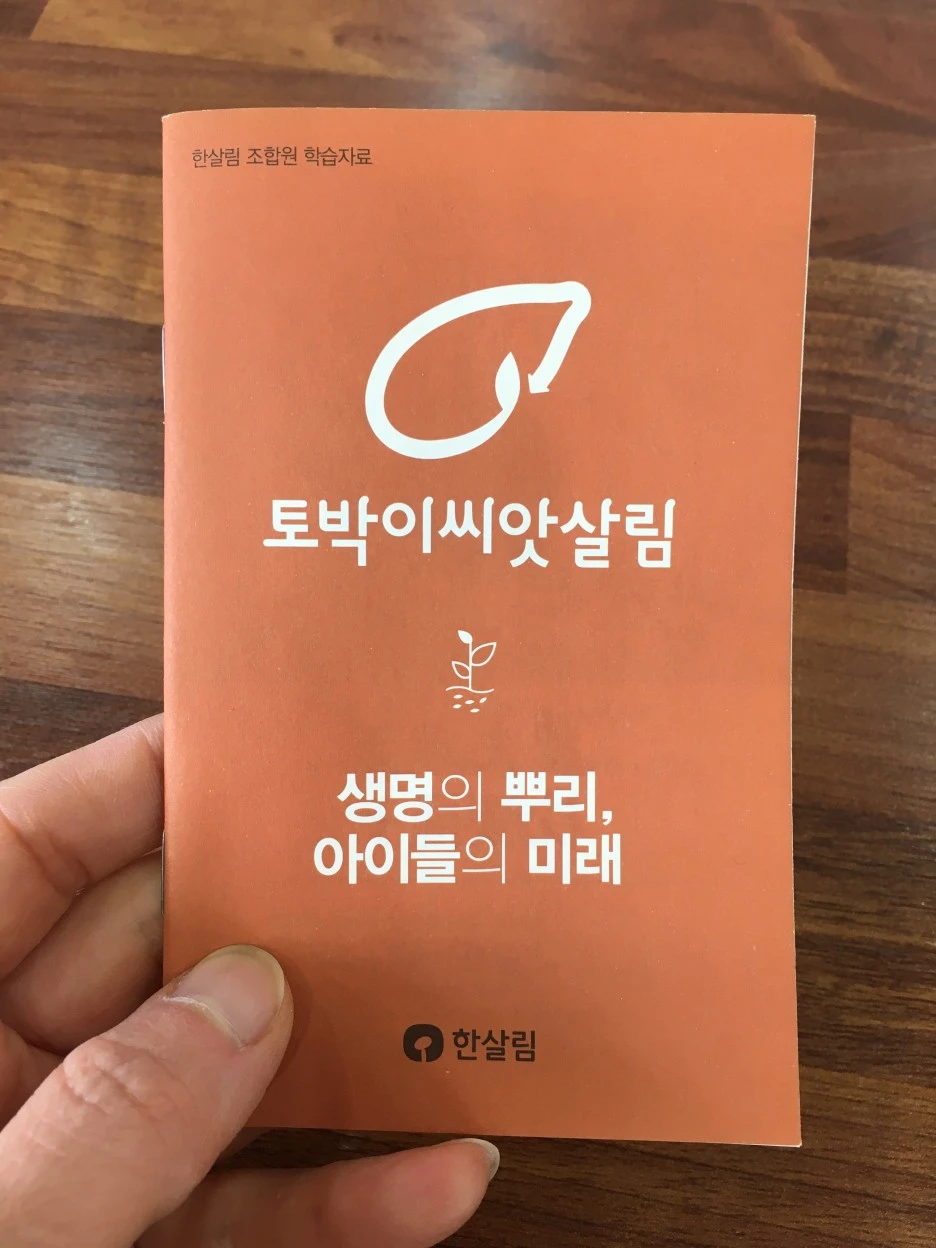 한살림 조합원 학습자료
토박이씨앗살림
생명의 뿌리,
아이들의 미래
한살림